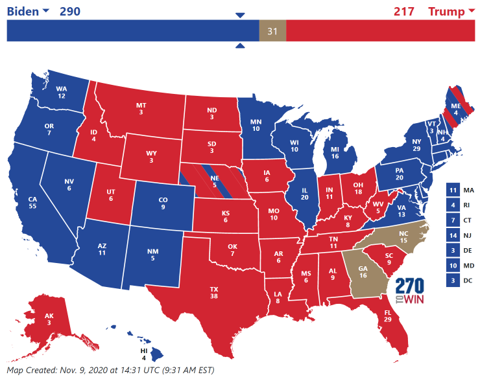 Biden 290
217 Trump
31
WA
12
OR
7
CA
55
NV
6
ID
4
MT
3
WY
3
UT
6
AZ
11
CO
9
NM
5
ND
3
SD
3
NE
5
KS
6
OK
7
TX
38
MN
10
IA
6
MO
10
AR
6
LA
8
WI
10
IL
20
MI
16
IN
11
OH
18
KY
8
TN
11
MS
6
AL
9
GA
16
FL
29
SC
9
NC
15
VA
13
WV
5
PA
20
NY
29
VT
3
NH
4
ME
4
11 MA
4 RI
7 CT
14 NJ
3 DE
10 MD
3 DC
AK
3
HI
4
270
TO WIN
Map Created: Nov. 9, 2020 at 14:31 UTC (9:31 AM EST)